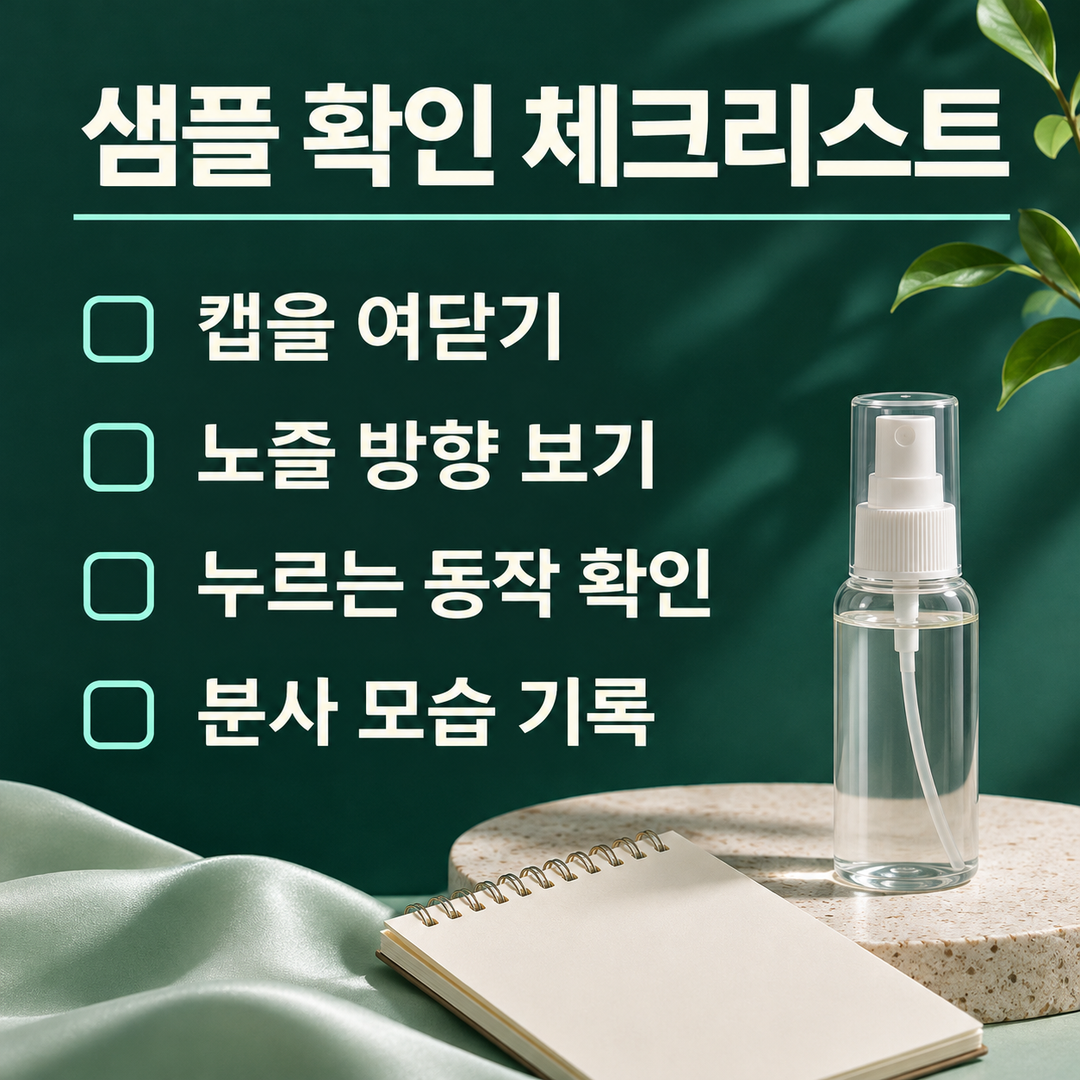 샘플 확인 체크리스트
캡을 여닫기
노즐 방향 보기
누르는 동작 확인
분사 모습 기록